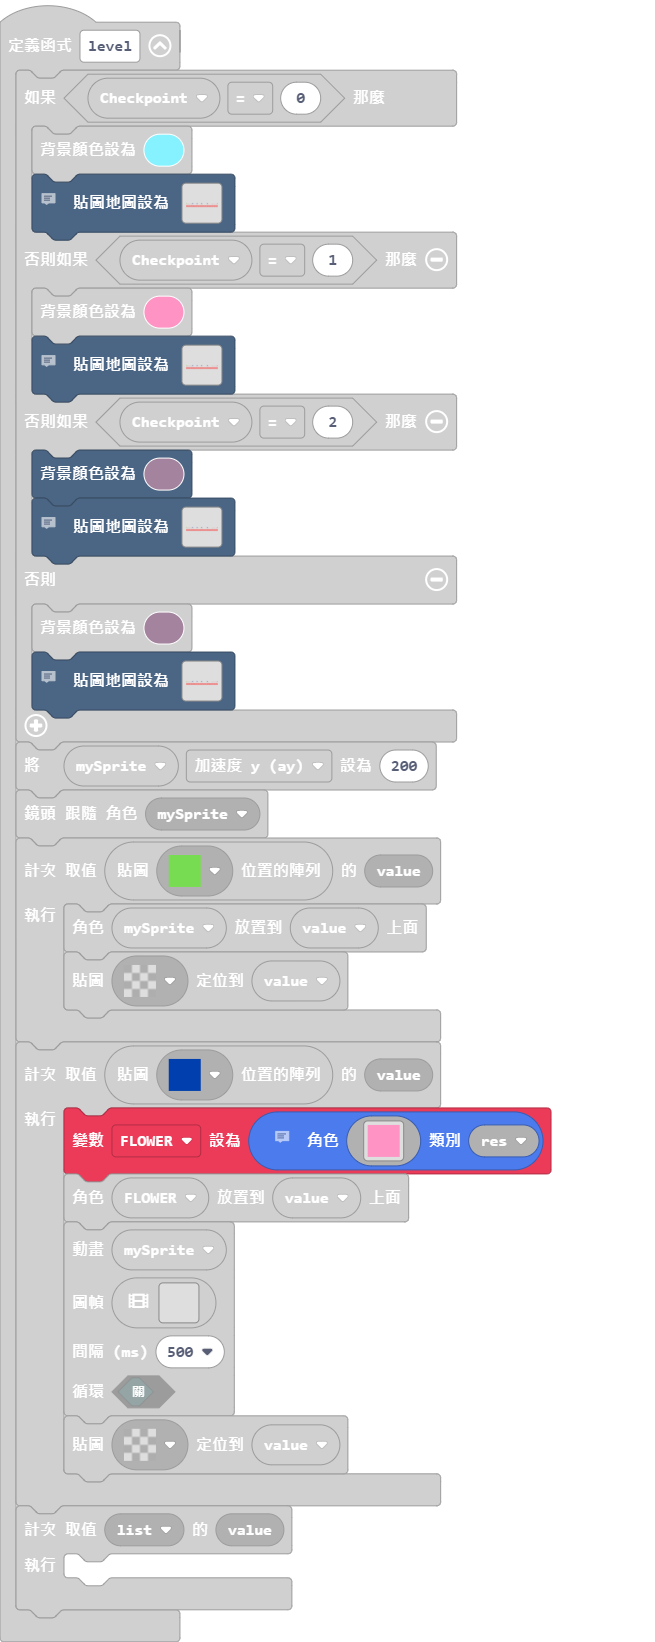 定義函式 level
如果 Checkpoint = 0 那麼
背景顏色設為
貼圖地圖設為
否則如果 Checkpoint = 1 那麼
背景顏色設為
貼圖地圖設為
否則如果 Checkpoint = 2 那麼
背景顏色設為
貼圖地圖設為
否則
背景顏色設為
貼圖地圖設為
將 mySprite 加速度 y (ay) 設為 200
鏡頭 跟隨 角色 mySprite
計次 取值 貼圖 位置的陣列 的 value
執行
角色 mySprite 放置到 value 上面
貼圖 定位到 value
計次 取值 貼圖 位置的陣列 的 value
執行
變數 FLOWER 設為 角色 類別 res
角色 FLOWER 放置到 value 上面
動畫 mySprite
圖幀
間隔 (ms) 500
循環 關
貼圖 定位到 value
計次 取值 list 的 value
執行